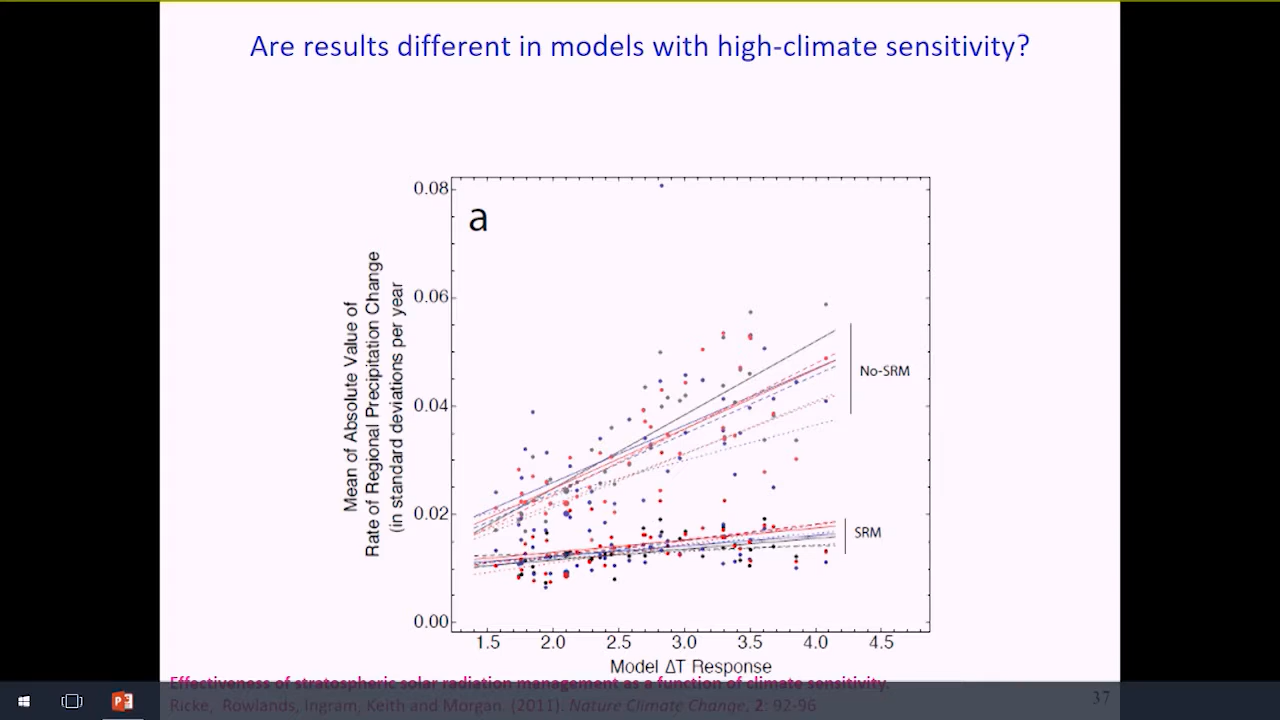 Are results different in models with high-climate sensitivity?
a
0.08
0.06
0.04
0.02
0.00
Mean of Absolute Value of
Rate of Regional Precipitation Change
(in standard deviations per year
No-SRM
SRM
1.5 2.0 2.5 3.0 3.5 4.0 4.5
Model ΔT Response
Effectiveness of stratospheric solar radiation management as a function of climate sensitivity.
Ricke, Rowlands, Ingram, Keith and Morgan. (2011). Nature Climate Change, 2: 92-96
37